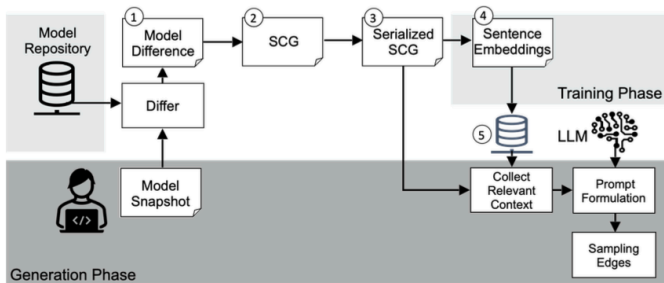 Model
Repository
1
Model
Difference
2
SCG
3
Serialized
SCG
4
Sentence
Embeddings
Training Phase
Differ
5
LLM
Model
Snapshot
</>
Collect
Relevant
Context
Prompt
Formulation
Sampling
Edges
Generation Phase